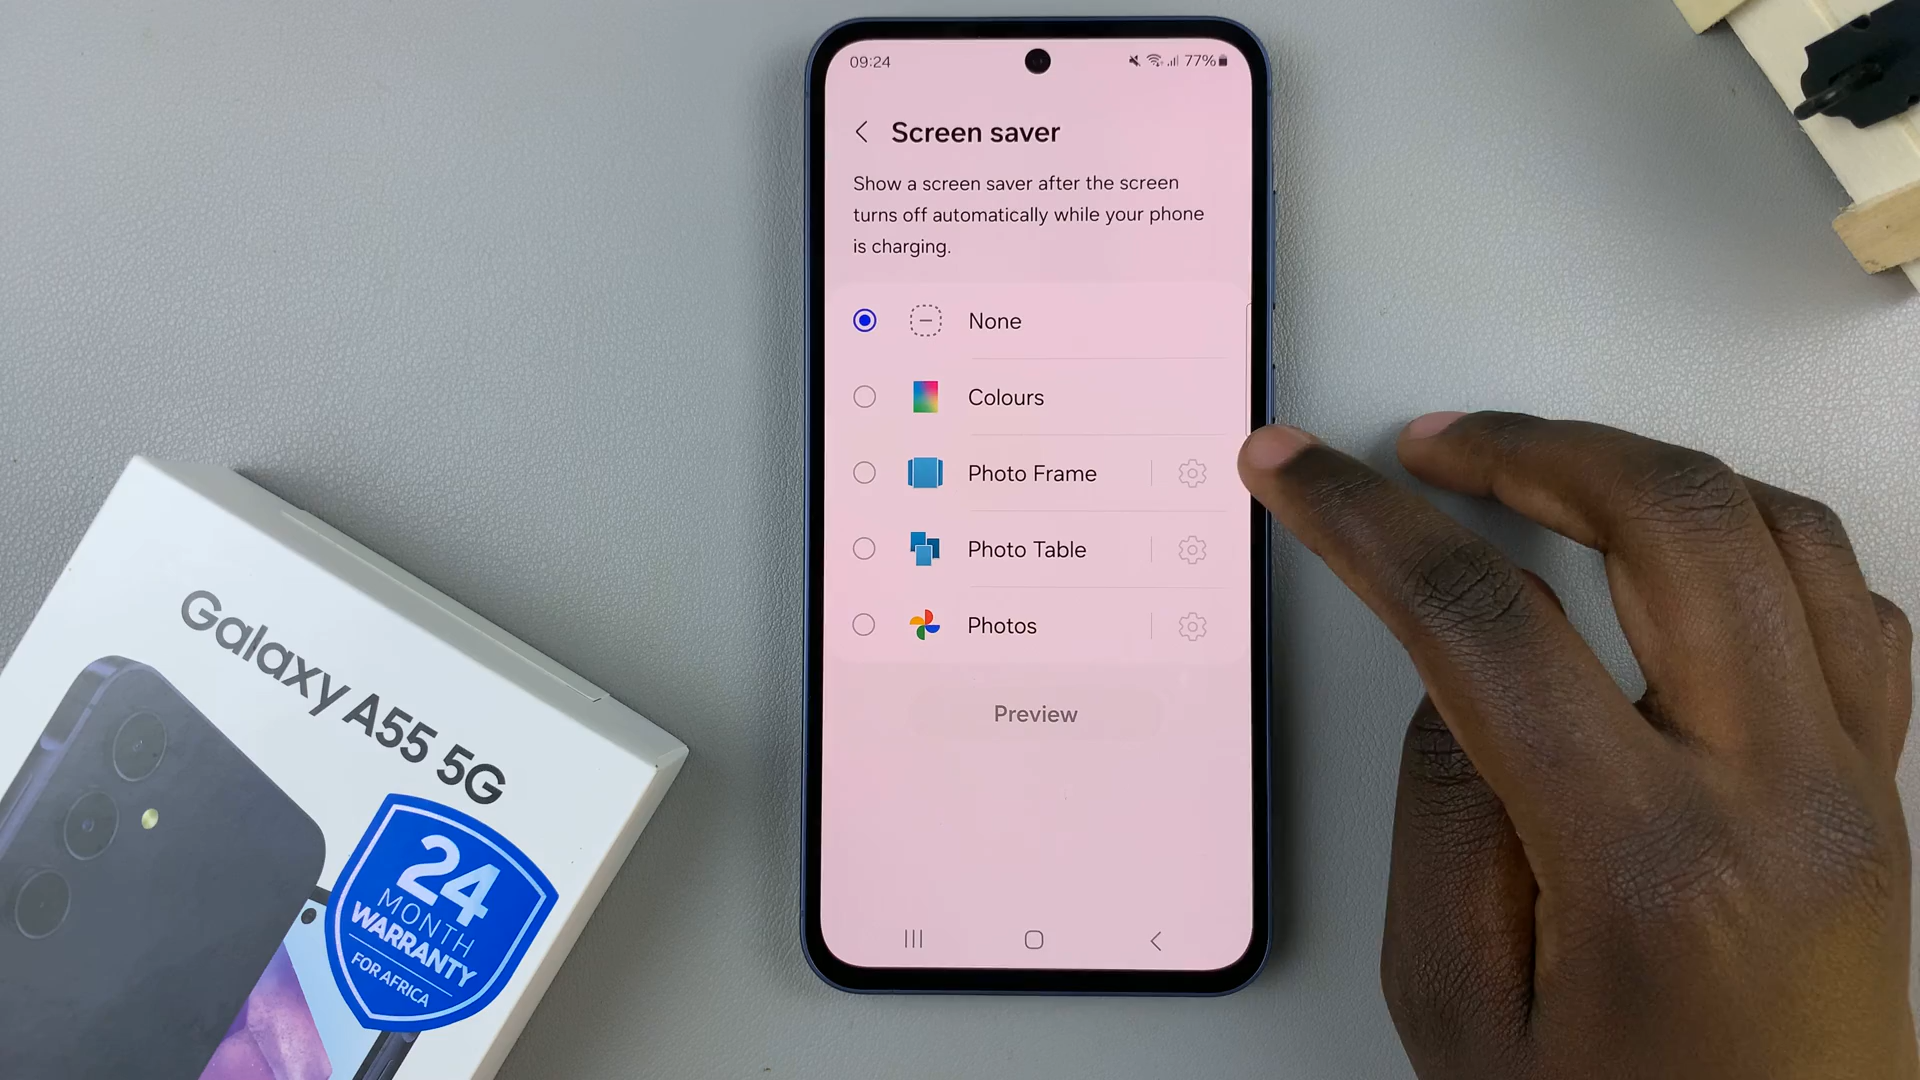 09:24
77%
Screen saver
Show a screen saver after the screen
turns off automatically while your phone
is charging.
None
Colours
Photo Frame
Photo Table
Photos
Preview
Galaxy A55 5G
24
MONTH
WARRANTY
FOR AFRICA